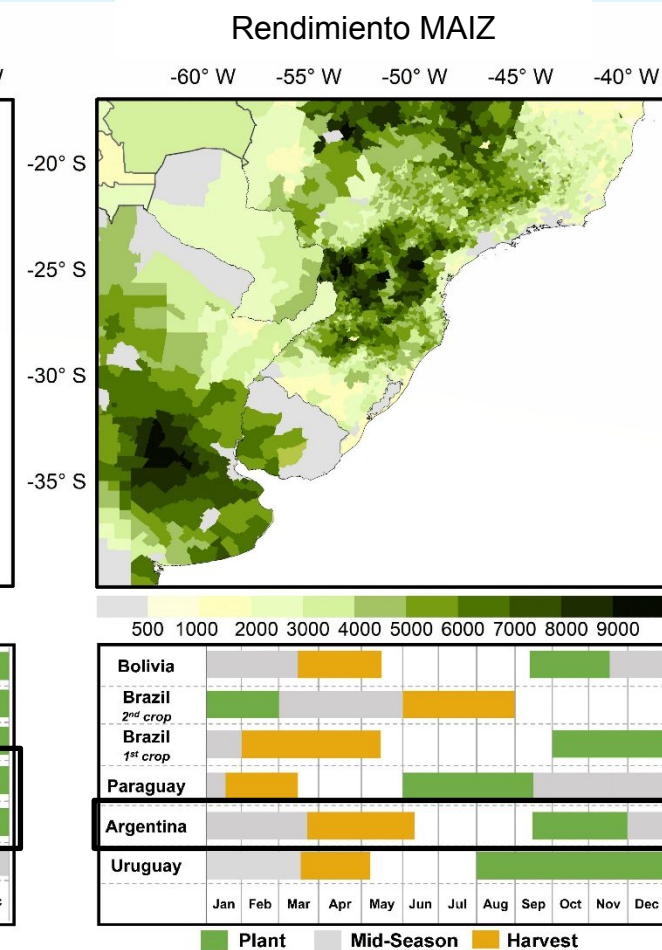 Rendimiento MAIZ
-60° W -55° W -50° W -45° W -40° W
-20° S
-25° S
-30° S
-35° S
500 1000 2000 3000 4000 5000 6000 7000 8000 9000
Bolivia
Brazil
2nd crop
Brazil
1st crop
Paraguay
Argentina
Uruguay
Jan Feb Mar Apr May Jun Jul Aug Sep Oct Nov Dec
Plant Mid-Season Harvest